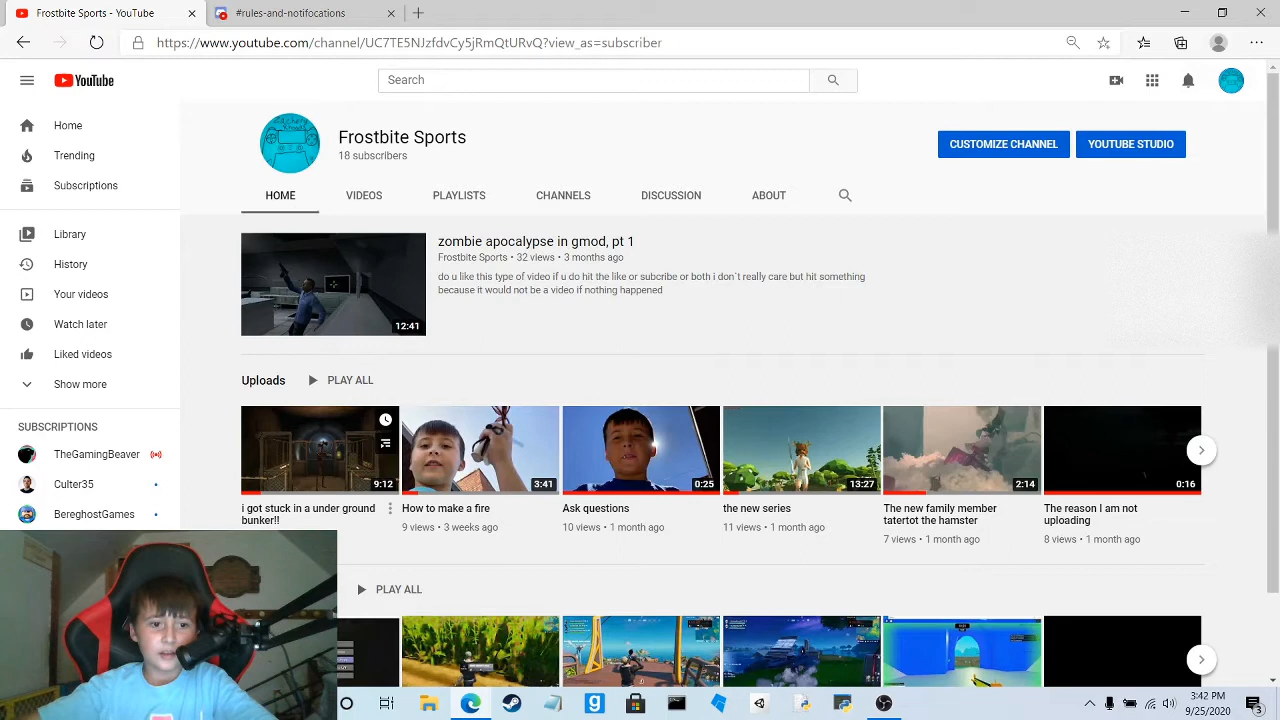 Frostbite Sports - YouTube
#rules-and-notifocations
https://www.youtube.com/channel/UC7TE5NJzfdvCy5jRmQtURvQ?view_as=subscriber
YouTube
Search
Home
Trending
Subscriptions
Library
History
Your videos
Watch later
Liked videos
Show more
SUBSCRIPTIONS
TheGamingBeaver
Culter35
BereghostGames
Frostbite Sports
18 subscribers
CUSTOMIZE CHANNEL
YOUTUBE STUDIO
HOME
VIDEOS
PLAYLISTS
CHANNELS
DISCUSSION
ABOUT
12:41
zombie apocalypse in gmod, pt 1
Frostbite Sports • 32 views • 3 months ago
do u like this type of video if u do hit the like or subcribe or both i don´t really care but hit something
because it would not be a video if nothing happened
Uploads
PLAY ALL
9:12
i got stuck in a under ground
bunker!!
3:41
How to make a fire
9 views • 3 weeks ago
0:25
Ask questions
10 views • 1 month ago
13:27
the new series
11 views • 1 month ago
2:14
The new family member
tatertot the hamster
7 views • 1 month ago
0:16
The reason I am not
uploading
8 views • 1 month ago
PLAY ALL
3:42 PM
9/25/2020
3